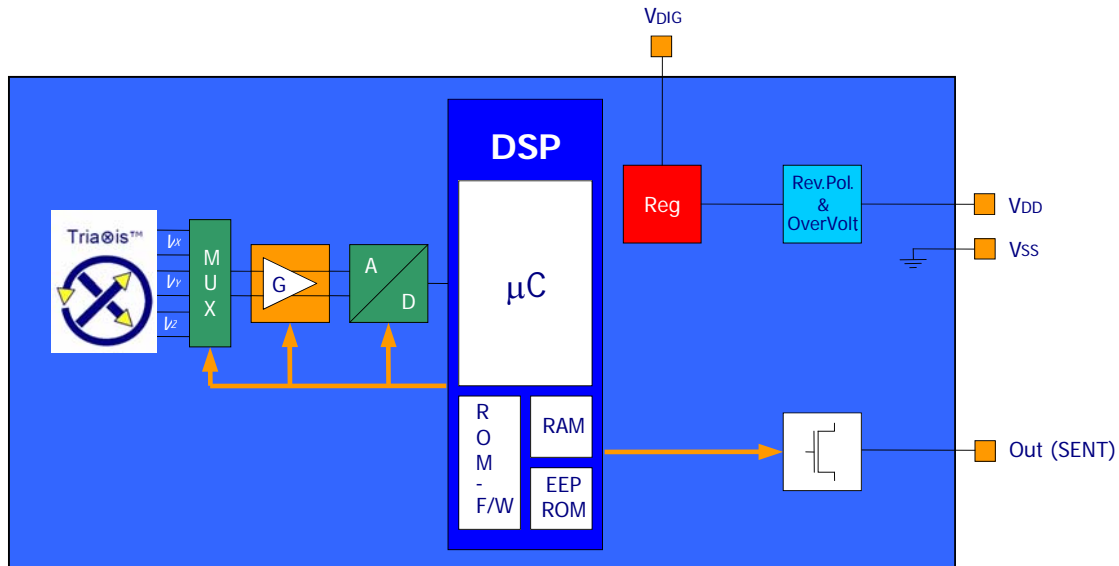 VDIG
DSP
Reg
Rev.Pol.
&
OverVolt
VDD
VSS
Tria⊗is™
VX
VY
VZ
M
U
X
G
A
D
µC
R
O
M
-
F/W
RAM
EEP
ROM
Out (SENT)